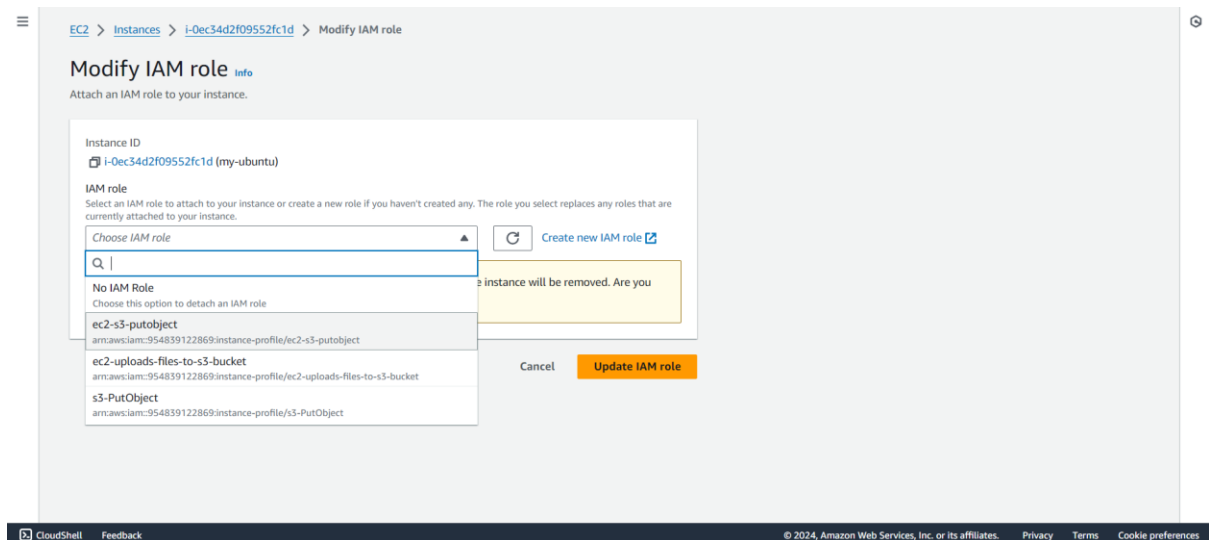 EC2 > Instances > i-0ec34d2f09552fc1d > Modify IAM role
Modify IAM role Info
Attach an IAM role to your instance.
Instance ID
i-0ec34d2f09552fc1d (my-ubuntu)
IAM role
Select an IAM role to attach to your instance or create a new role if you haven't created any. The role you select replaces any roles that are
currently attached to your instance.
Choose IAM role
Create new IAM role
e instance will be removed. Are you
No IAM Role
Choose this option to detach an IAM role
ec2-s3-putobject
arn:aws:iam::954839122869:instance-profile/ec2-s3-putobject
ec2-uploads-files-to-s3-bucket
arn:aws:iam::954839122869:instance-profile/ec2-uploads-files-to-s3-bucket
s3-PutObject
arn:aws:iam::954839122869:instance-profile/s3-PutObject
Cancel Update IAM role
CloudShell Feedback © 2024, Amazon Web Services, Inc. or its affiliates. Privacy Terms Cookie preferences